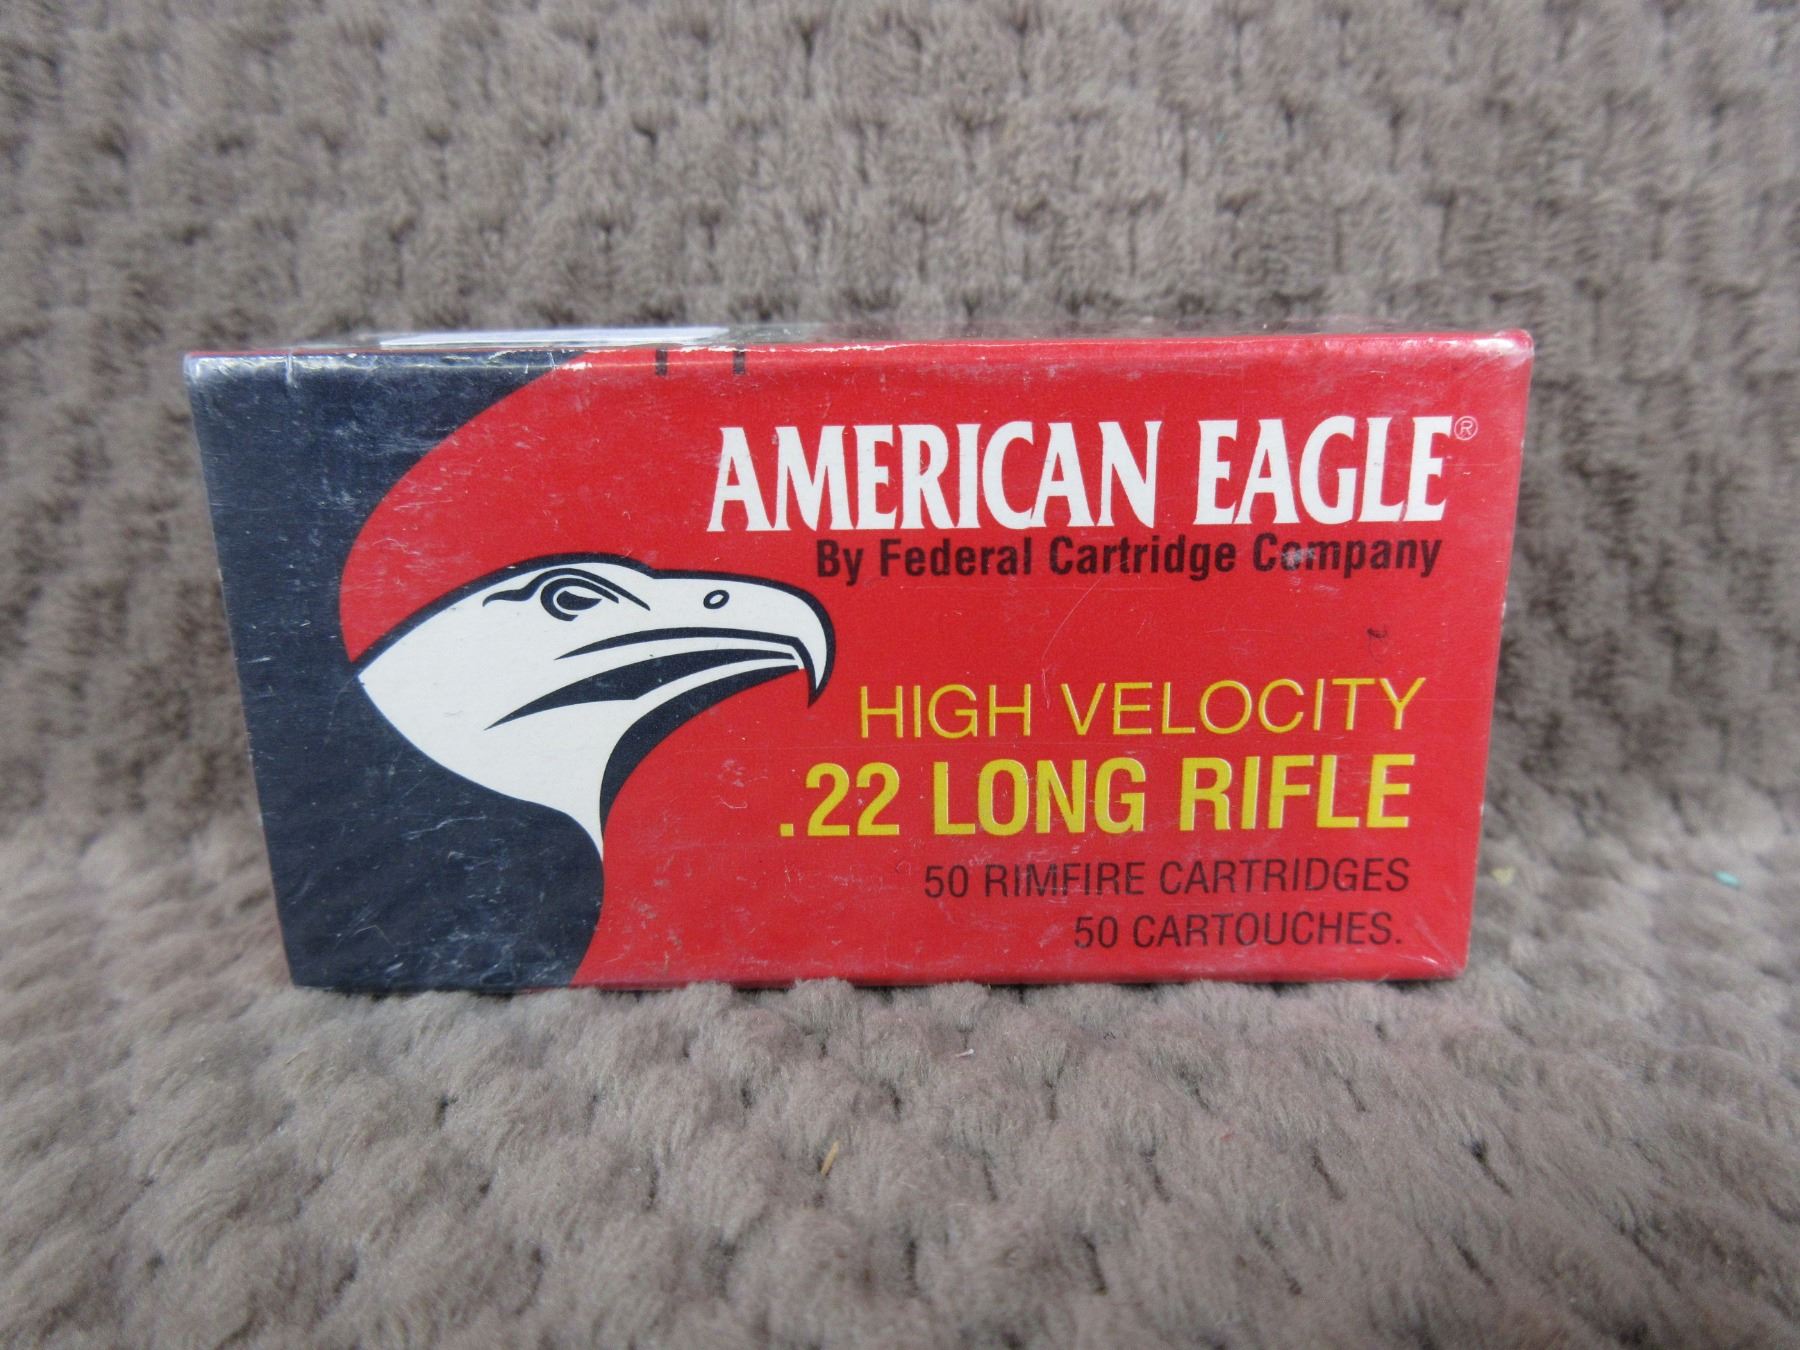 AMERICAN EAGLE®
By Federal Cartridge Company
HIGH VELOCITY
.22 LONG RIFLE
50 RIMFIRE CARTRIDGES
50 CARTOUCHES.